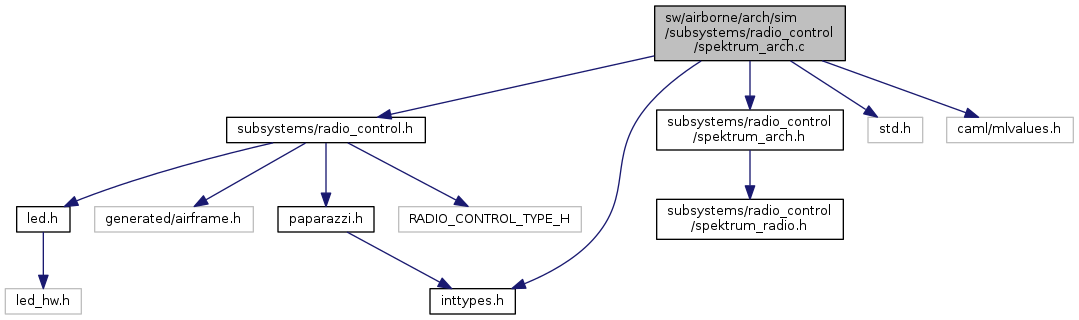 sw/airborne/arch/sim
/subsystems/radio_control
/spektrum_arch.c
subsystems/radio_control.h
subsystems/radio_control
/spektrum_arch.h
std.h
caml/mlvalues.h
led.h
generated/airframe.h
paparazzi.h
RADIO_CONTROL_TYPE_H
subsystems/radio_control
/spektrum_radio.h
led_hw.h
inttypes.h